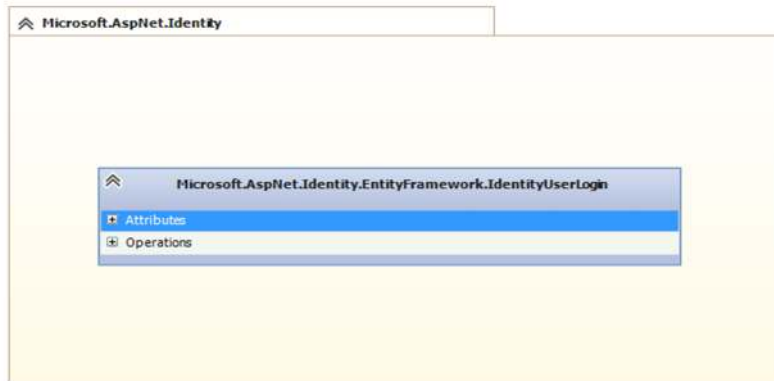 Microsoft.AspNet.Identity
Microsoft.AspNet.Identity.EntityFramework.IdentityUserLogin
Attributes
Operations